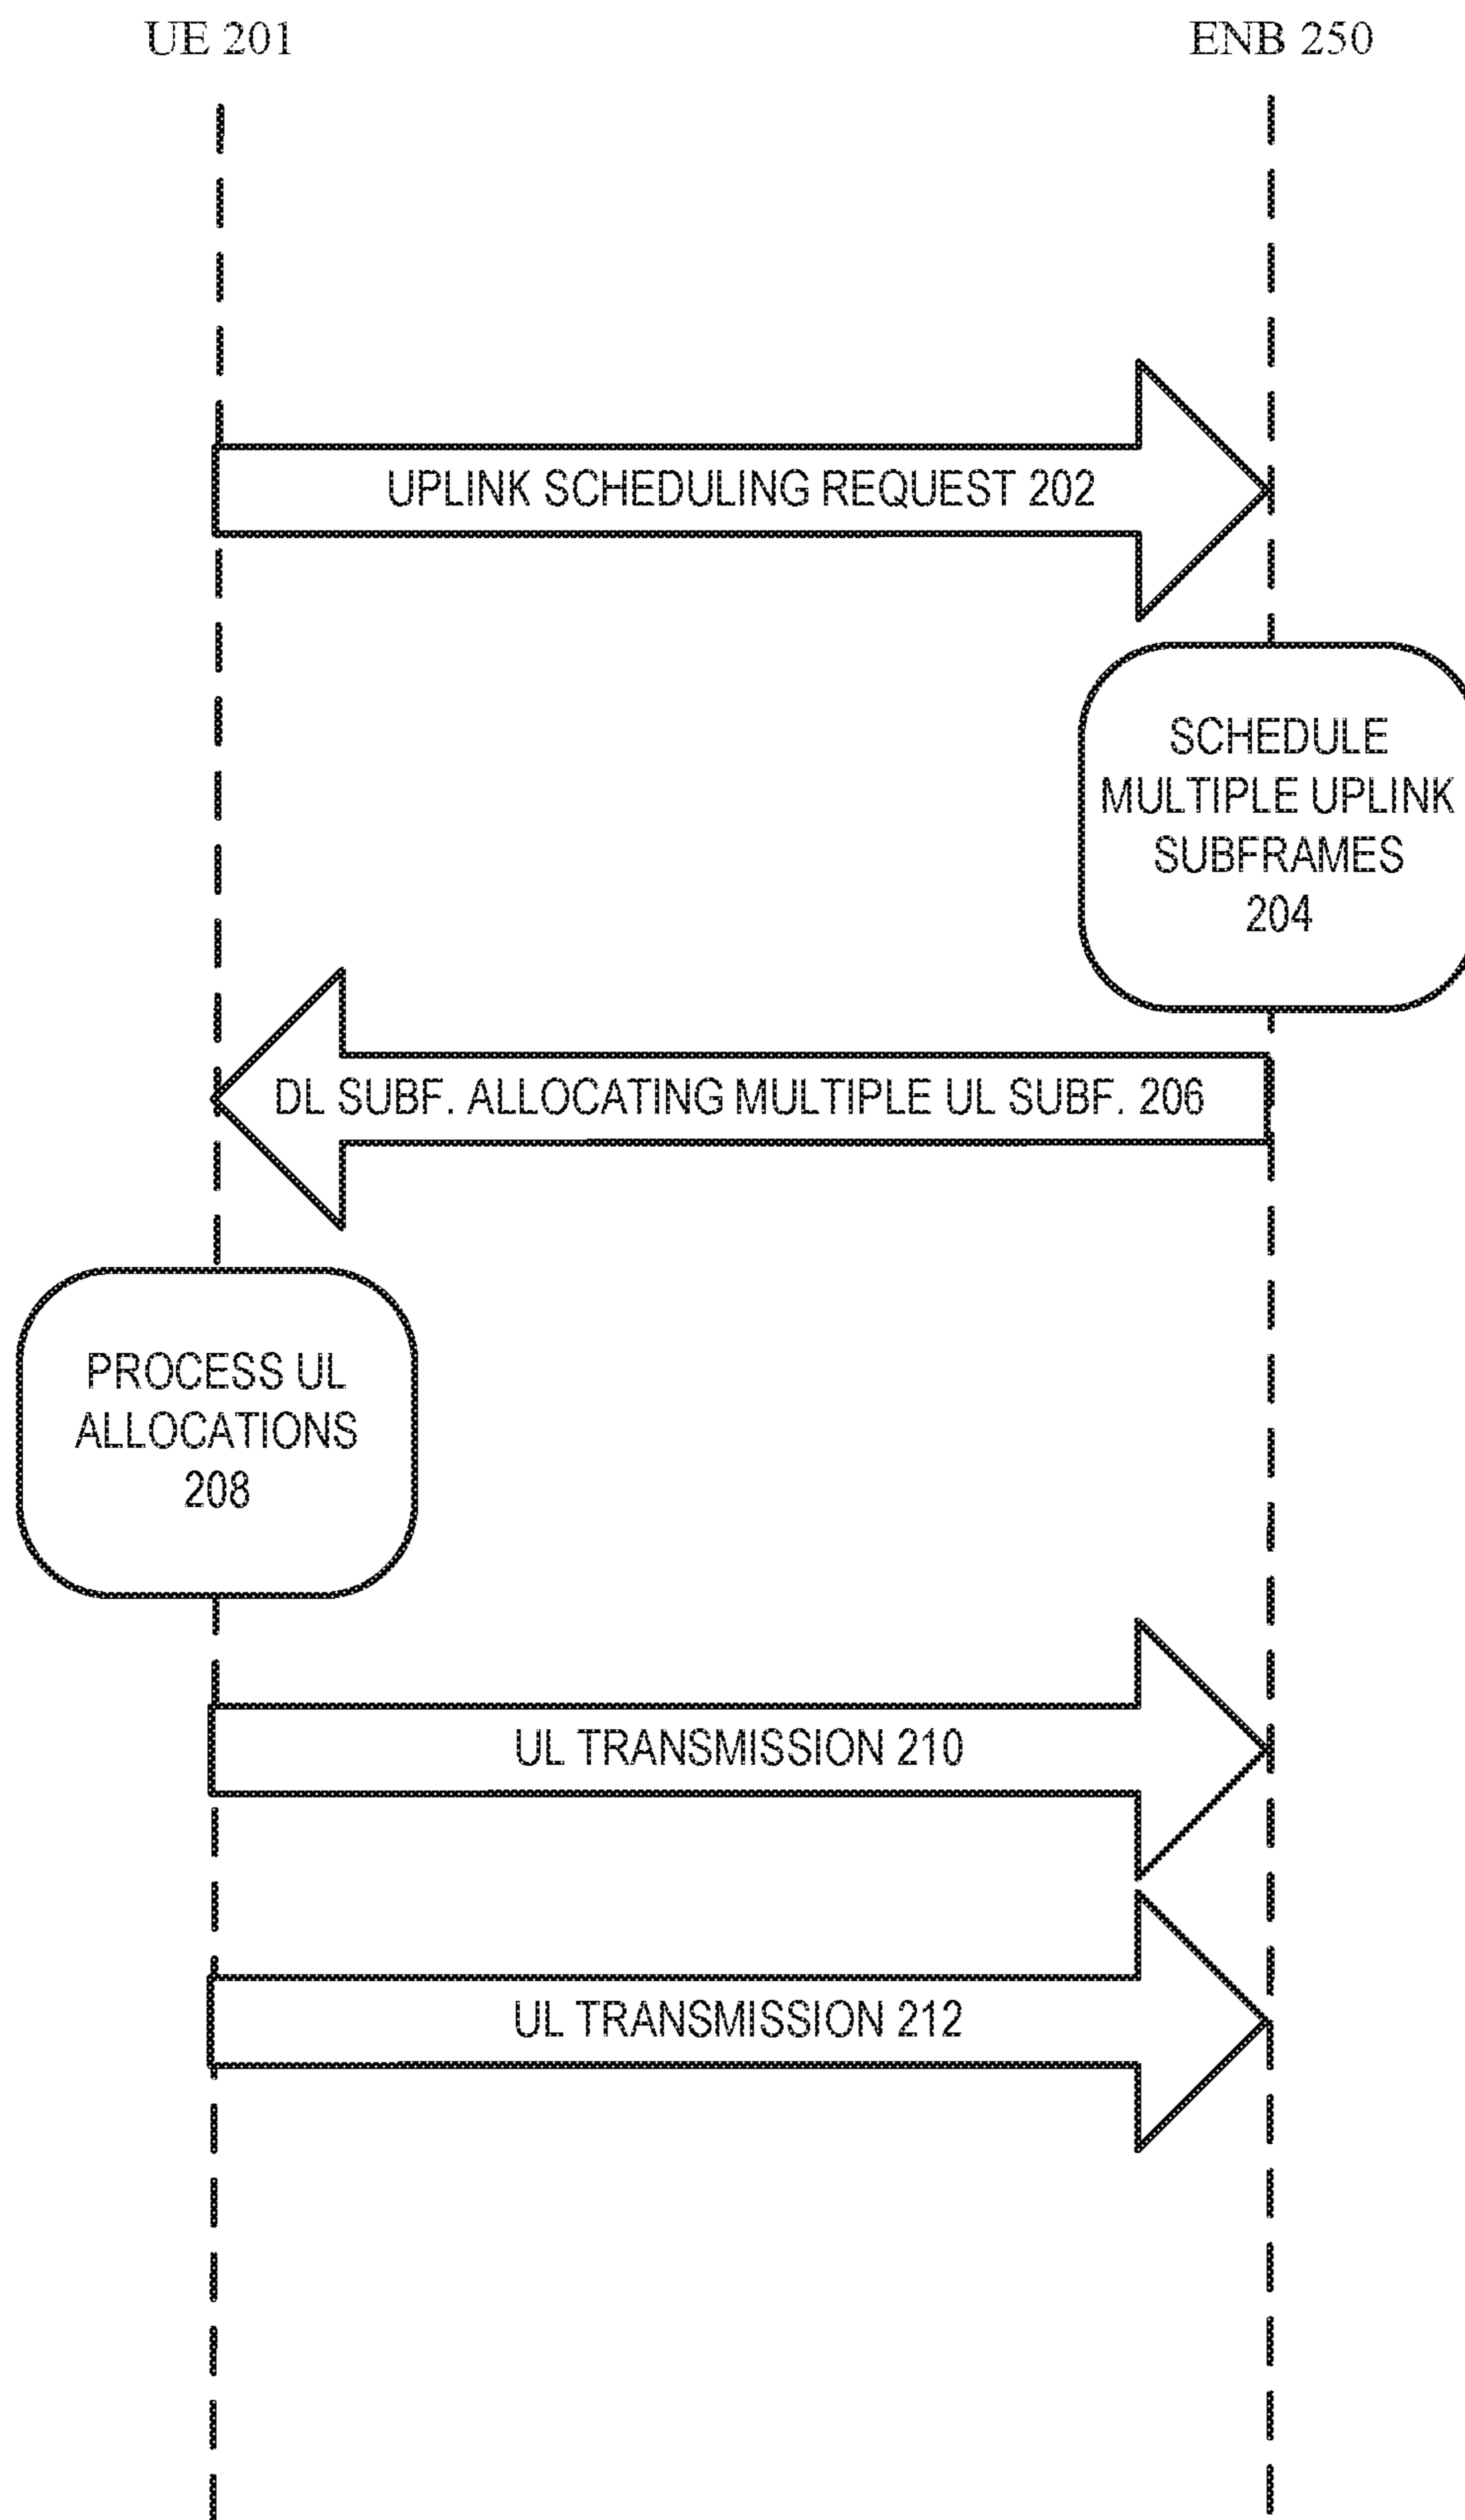 UE 201
ENB 250
UPLINK SCHEDULING REQUEST 202
SCHEDULE
MULTIPLE UPLINK
SUBFRAMES
204
DL SUBF. ALLOCATING MULTIPLE UL SUBF. 206
PROCESS UL
ALLOCATIONS
208
UL TRANSMISSION 210
UL TRANSMISSION 212